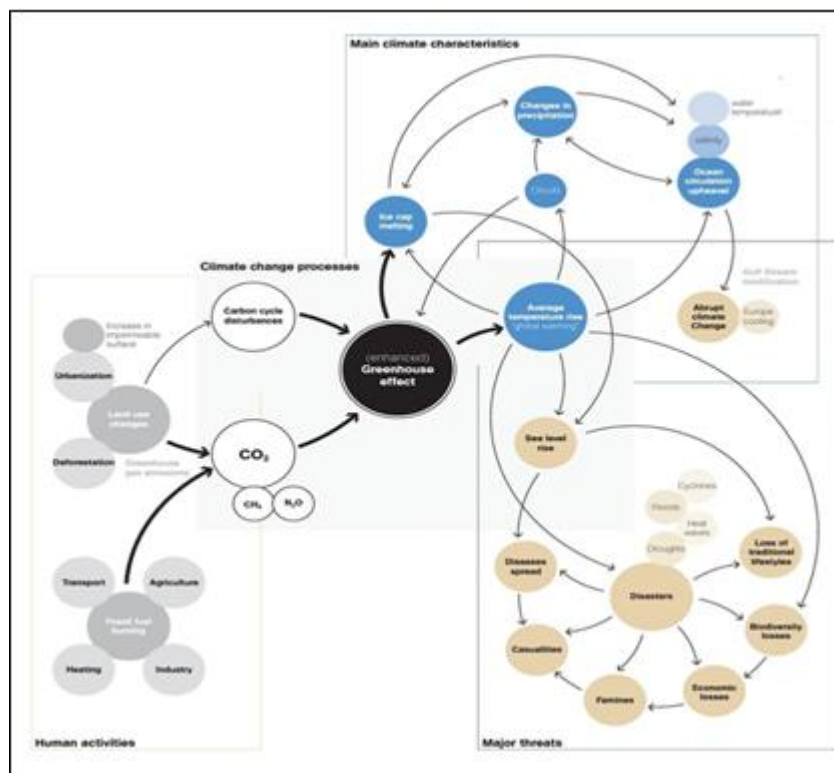 Main climate characteristics
Changes in
precipitation
water
temperature
salinity
Ocean
circulation
upheaval
Clouds
Ice cap
melting
Gulf Stream
modification
Climate change processes
Carbon cycle
disturbances
Average
temperature rise
"global warming"
Abrupt
climate
Change
Europe
cooling
Increase in
impermeable
surface
(enhanced)
Greenhouse
effect
Urbanization
Land use
changes
Deforestation
Greenhouse
gas emissions
CO₂
CH₄
N₂O
Sea level
rise
Cyclones
Floods
Heat
waves
Droughts
Loss of
traditional
lifestyles
Diseases
spread
Disasters
Transport
Agriculture
Fossil fuel
burning
Biodiversity
losses
Casualties
Heating
Industry
Economic
losses
Famines
Human activities
Major threats